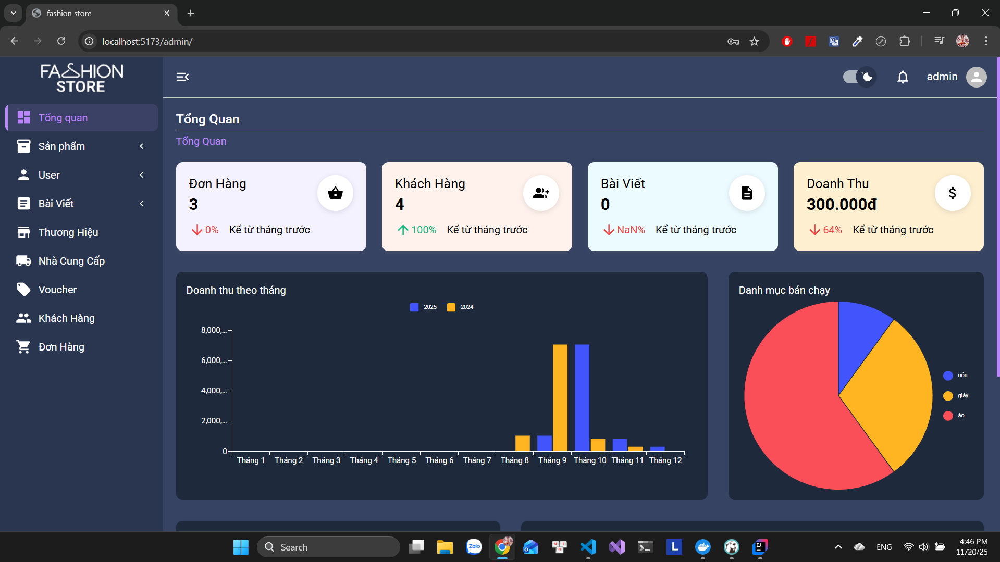 fashion store
localhost:5173/admin/
FASHION
STORE
admin
Tổng quan
Sản phẩm
User
Bài Viết
Thương Hiệu
Nhà Cung Cấp
Voucher
Khách Hàng
Đơn Hàng
Tổng Quan
Tổng Quan
Đơn Hàng
3
0% Kể từ tháng trước
Khách Hàng
4
100% Kể từ tháng trước
Bài Viết
0
NaN% Kể từ tháng trước
Doanh Thu
300.000đ
$
64% Kể từ tháng trước
Doanh thu theo tháng
2025 2024
8,000,...
6,000,...
4,000,...
2,000,...
0
Tháng 1 Tháng 2 Tháng 3 Tháng 4 Tháng 5 Tháng 6 Tháng 7 Tháng 8 Tháng 9 Tháng 10 Tháng 11 Tháng 12
Danh mục bán chạy
nón
giày
áo
Search
Zalo
L
IJ
ENG
4:46 PM
11/20/25